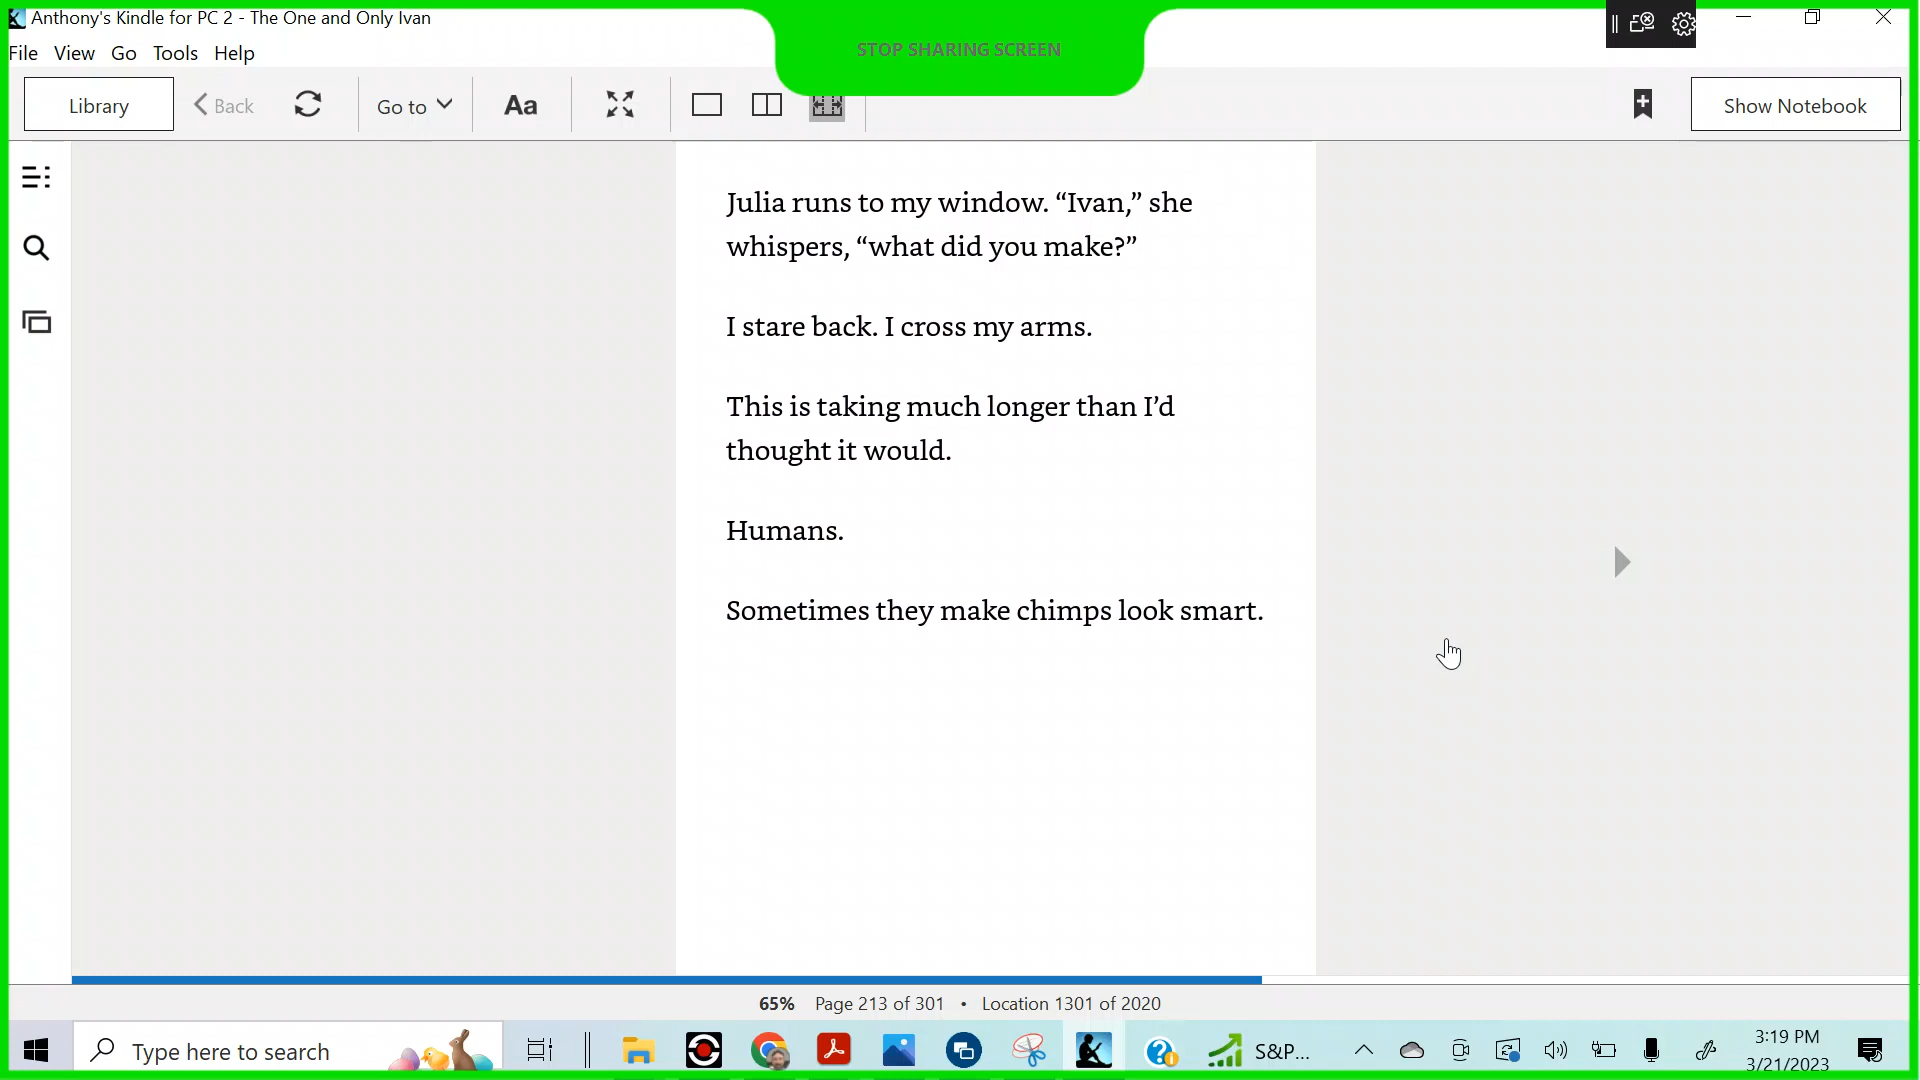 Anthony's Kindle for PC 2 - The One and Only Ivan
STOP SHARING SCREEN
File View Go Tools Help
Library Back Go to Aa Show Notebook
Julia runs to my window. “Ivan,” she
whispers, “what did you make?”
I stare back. I cross my arms.
This is taking much longer than I’d
thought it would.
Humans.
Sometimes they make chimps look smart.
65% Page 213 of 301 • Location 1301 of 2020
Type here to search
S&P...
3:19 PM
3/21/2023